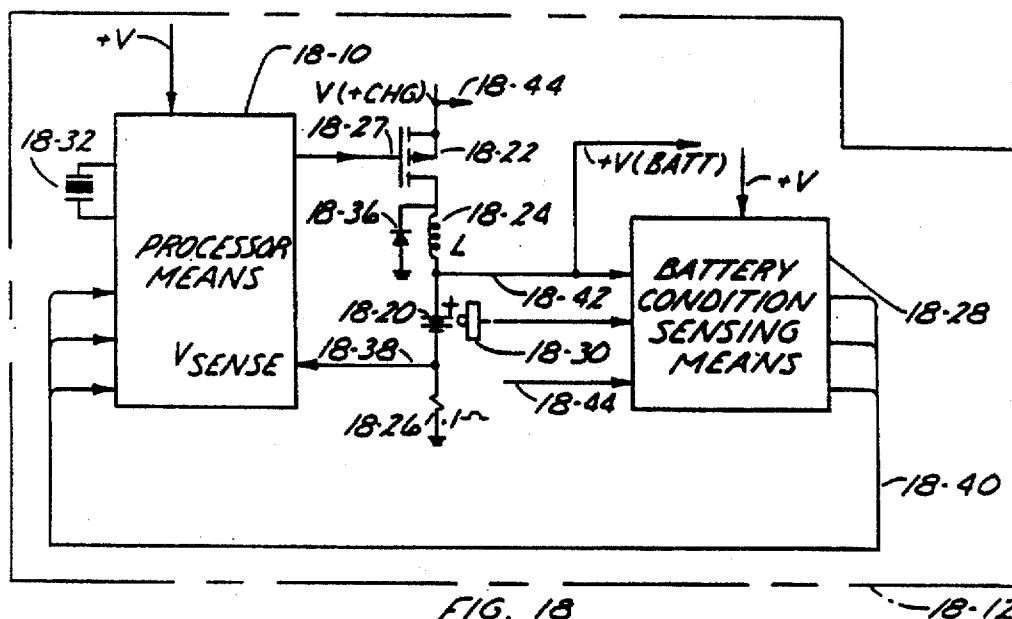 +V
18-10
V(+CHG)
18-44
18-27
18-22
+V(BATT)
+V
18-32
18-36
18-24
L
PROCESSOR
MEANS
18-42
BATTERY
CONDITION
SENSING
MEANS
18-28
18-20
+
18-30
VSENSE
18-38
18-44
18-26
.1Ω
18-40
FIG. 18
18-12